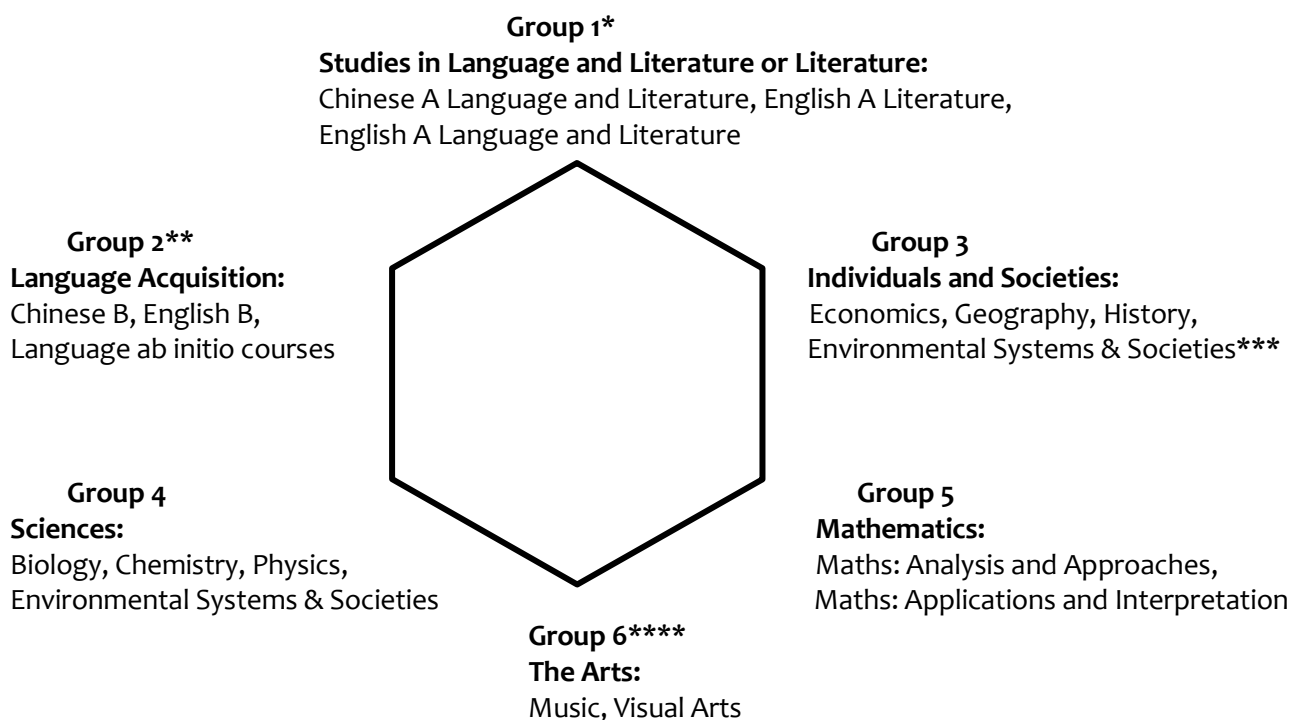 Group 1*
Studies in Language and Literature or Literature:
Chinese A Language and Literature, English A Literature,
English A Language and Literature
Group 2**
Language Acquisition:
Chinese B, English B,
Language ab initio courses
Group 3
Individuals and Societies:
Economics, Geography, History,
Environmental Systems & Societies***
Group 4
Sciences:
Biology, Chemistry, Physics,
Environmental Systems & Societies
Group 5
Mathematics:
Maths: Analysis and Approaches,
Maths: Applications and Interpretation
Group 6****
The Arts:
Music, Visual Arts